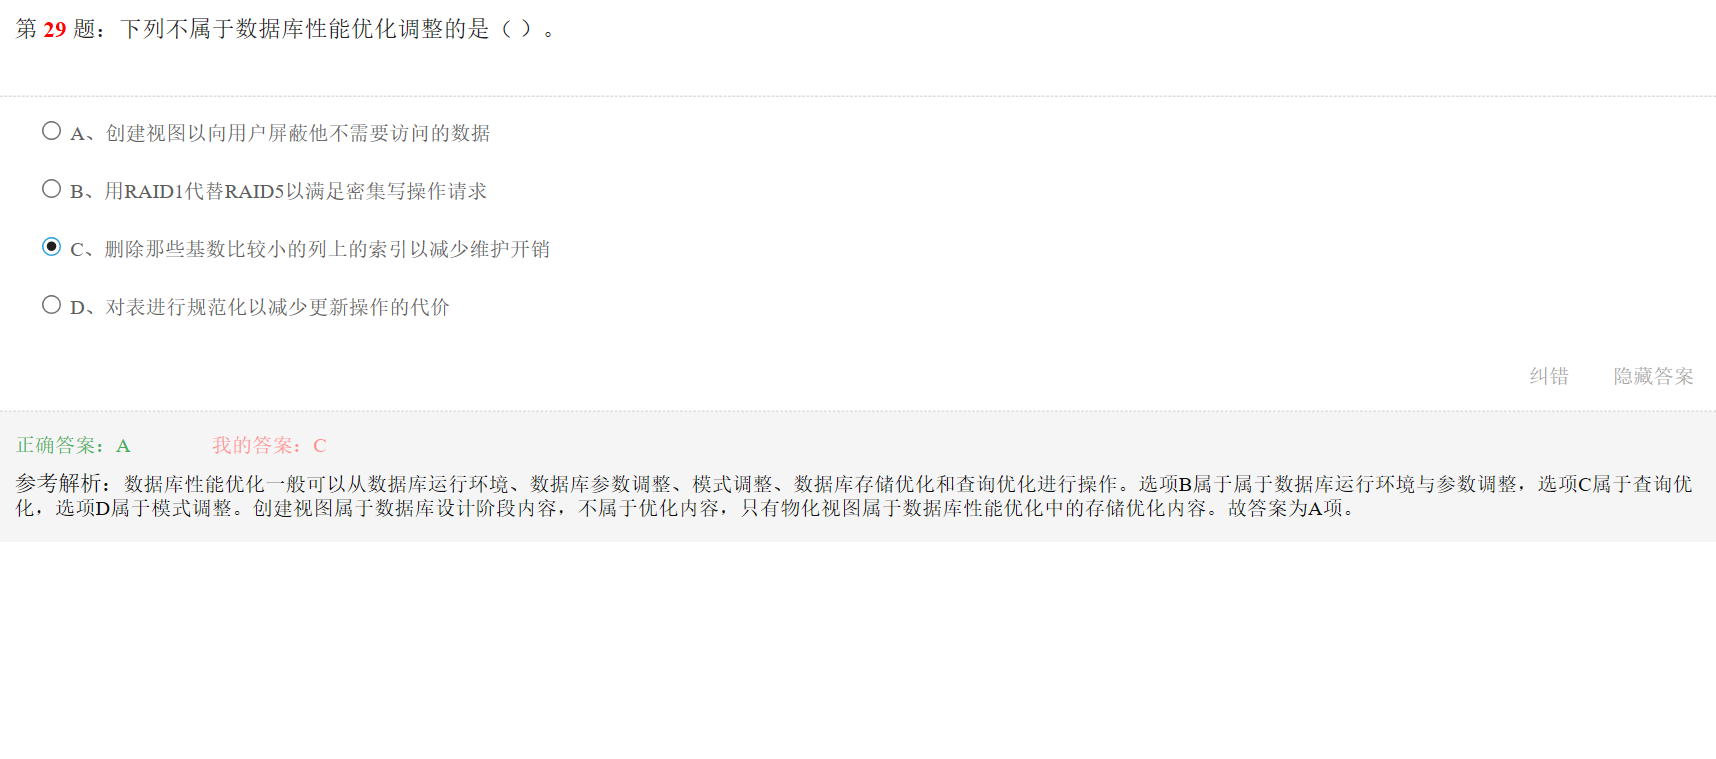 第 29 题：下列不属于数据库性能优化调整的是（ ）。
A、创建视图以向用户屏蔽他不需要访问的数据
B、用RAID1代替RAID5以满足密集写操作请求
C、删除那些基数比较小的列上的索引以减少维护开销
D、对表进行规范化以减少更新操作的代价
纠错 隐藏答案
正确答案：A 我的答案：C
参考解析：数据库性能优化一般可以从数据库运行环境、数据库参数调整、模式调整、数据库存储优化和查询优化进行操作。选项B属于属于数据库运行环境与参数调整，选项C属于查询优
化，选项D属于模式调整。创建视图属于数据库设计阶段内容，不属于优化内容，只有物化视图属于数据库性能优化中的存储优化内容。故答案为A项。